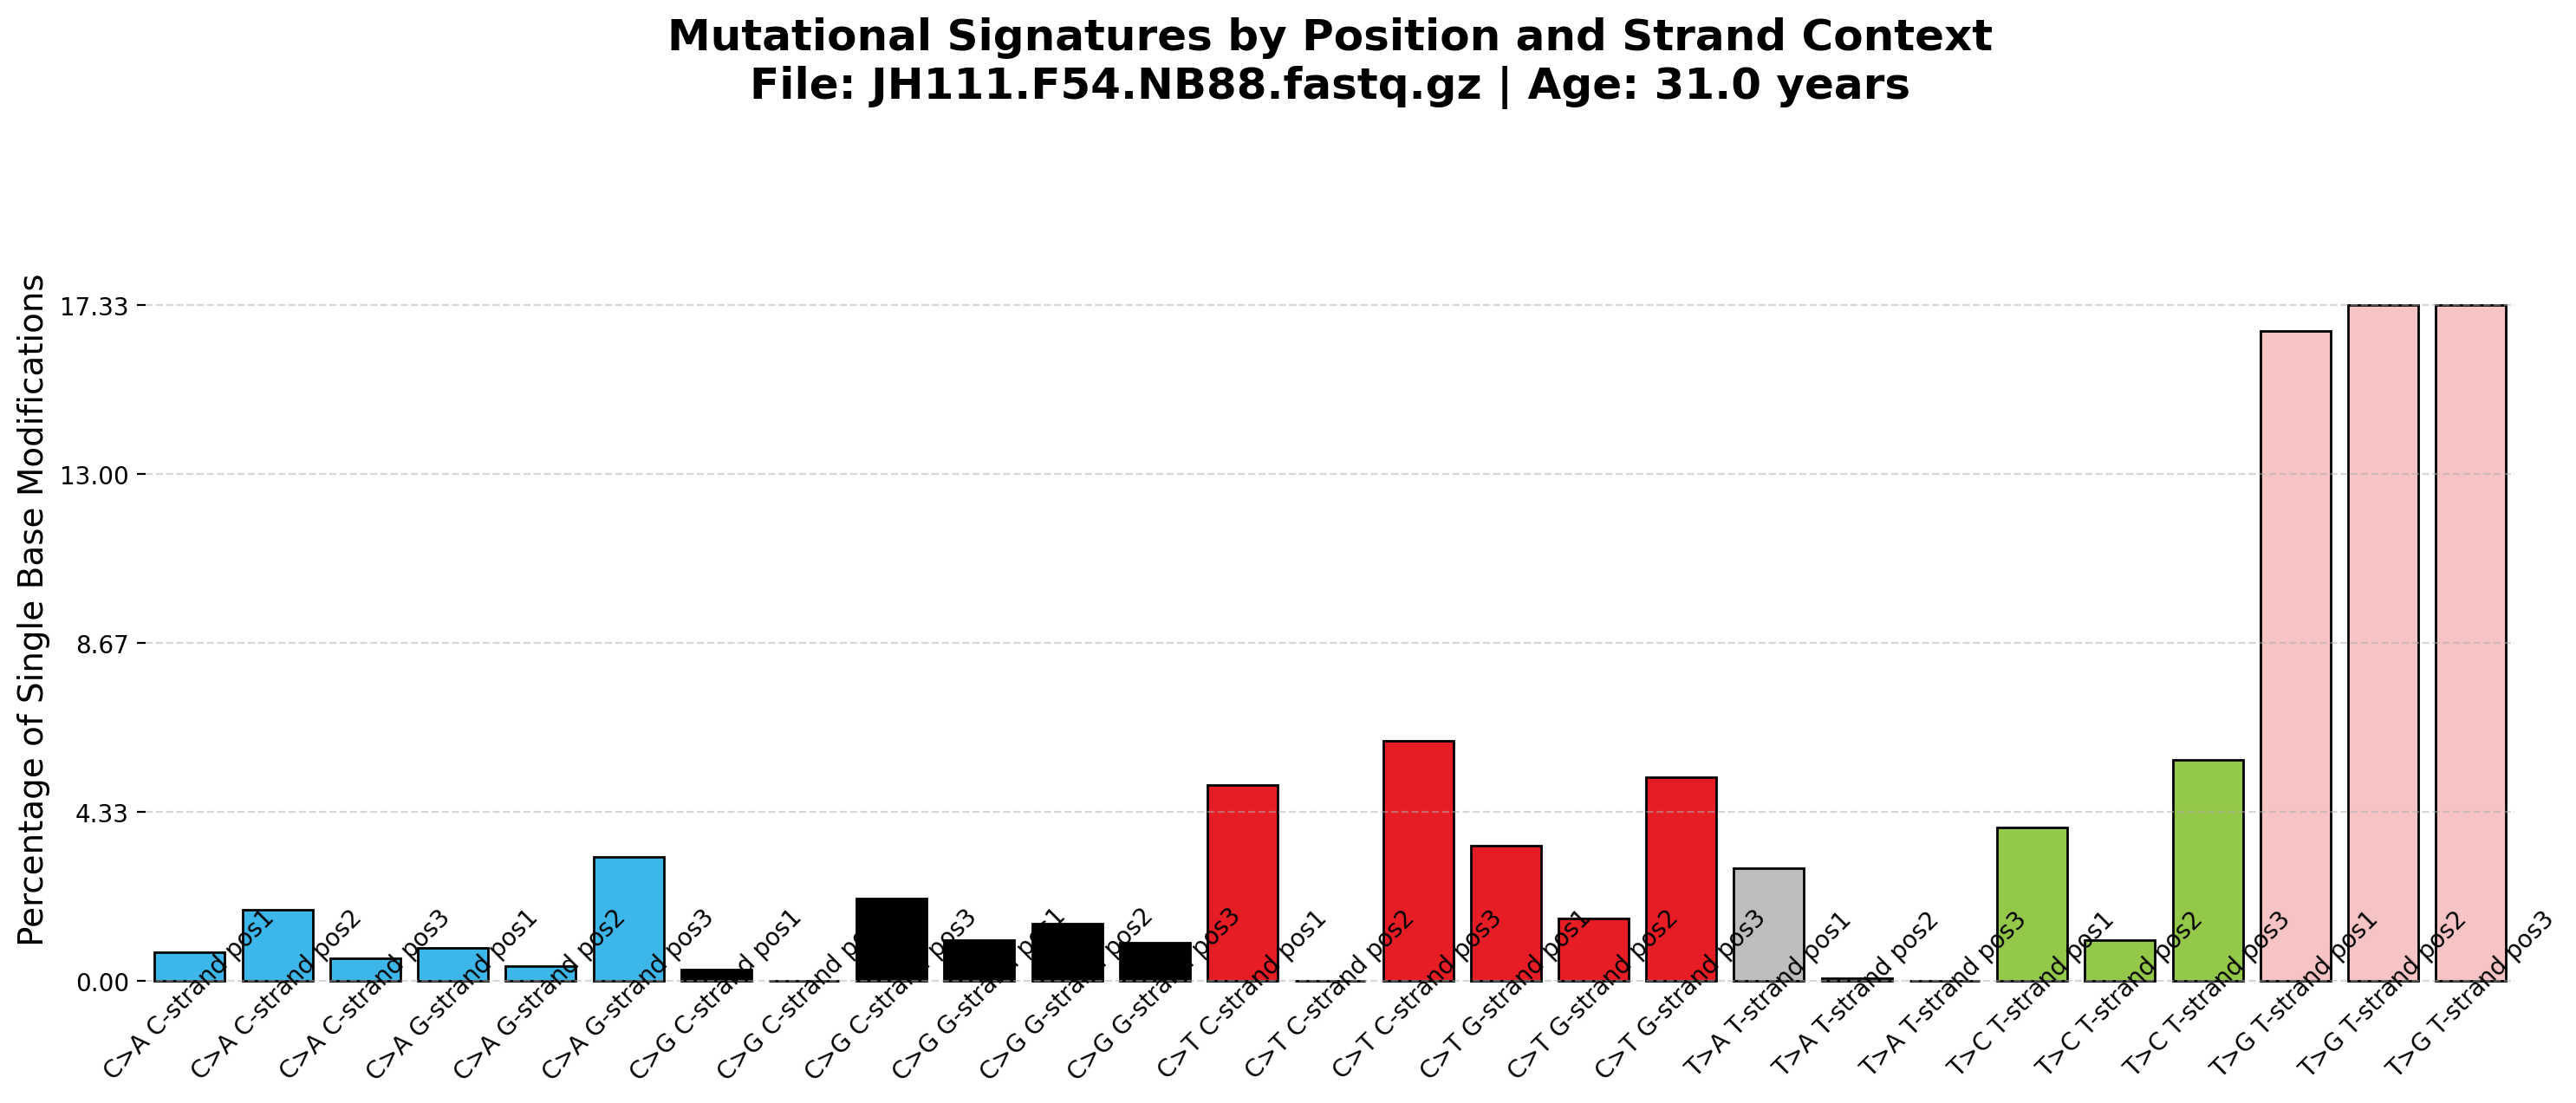 Mutational Signatures by Position and Strand Context
File: JH111.F54.NB88.fastq.gz | Age: 31.0 years
Percentage of Single Base Modifications
17.33
13.00
8.67
4.33
0.00
C>A C-strand pos1
C>A C-strand pos2
C>A C-strand pos3
C>A G-strand pos1
C>A G-strand pos2
C>A G-strand pos3
C>G C-strand pos1
C>G C-strand pos2
C>G C-strand pos3
C>G G-strand pos1
C>G G-strand pos2
C>G G-strand pos3
C>T C-strand pos1
C>T C-strand pos2
C>T C-strand pos3
C>T G-strand pos1
C>T G-strand pos2
C>T G-strand pos3
T>A T-strand pos1
T>A T-strand pos2
T>A T-strand pos3
T>C T-strand pos1
T>C T-strand pos2
T>C T-strand pos3
T>G T-strand pos1
T>G T-strand pos2
T>G T-strand pos3